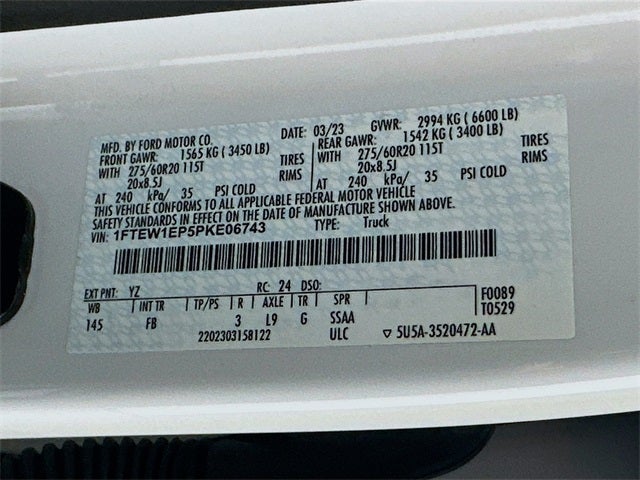 MFD. BY FORD MOTOR CO. DATE: 03/23 GVWR: 2994 KG ( 6600 LB)
FRONT GAWR: 1565 KG ( 3450 LB) REAR GAWR: 1542 KG ( 3400 LB)
WITH 275/60R20 115T TIRES WITH 275/60R20 115T TIRES
20x8.5J RIMS 20x8.5J RIMS
AT 240 kPa/ 35 PSI COLD AT 240 kPa/ 35 PSI COLD
THIS VEHICLE CONFORMS TO ALL APPLICABLE FEDERAL MOTOR VEHICLE
SAFETY STANDARDS IN EFFECT ON THE DATE OF MANUFACTURE SHOWN ABOVE.
VIN: 1FTEW1EP5PKE06743 TYPE: Truck
EXT PNT: YZ RC: 24 DSO: F0089
WB INT TR TP/PS R AXLE TR SPR T0529
145 FB 3 L9 G SSAA
2202303158122 ULC ▽ 5U5A-3520472-AA